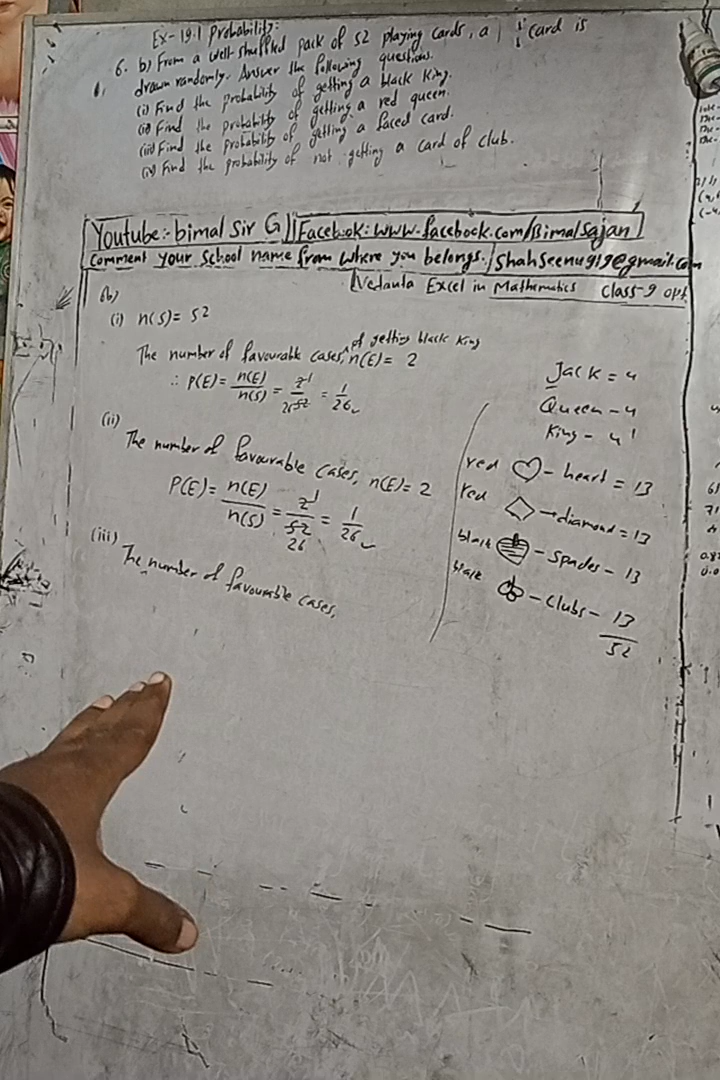 Ex-19.1 Probability:
6. b) From a well shuffled pack of 52 playing cards, a card is
drawn randomly. Answer the following questions.
(i) Find the probability of getting a black king.
(ii) Find the probability of getting a red queen.
(iii) Find the probability of getting a faced card.
(iv) Find the probability of not getting a card of club.
Youtube:- bimal Sir G || Facebook: www.facebook.com/Bimalsajan
Comment your School name from where you belongs. / Shahseenu919@gmail.com
Vedanta Excel in Mathematics Class-9 opt
6b)
(i) n(S) = 52
The number of favourable cases, of getting black king n(E) = 2
∴ P(E) = n(E)/n(S) = 2/52 = 1/26
(ii)
The number of favourable cases, n(E) = 2
P(E) = n(E)/n(S) = 2/52 = 1/26
(iii)
The number of favourable cases,
Jack = 4
Queen - 4
King - 4
red ♡ - heart = 13
red ◇ → diamond = 13
black - Spades - 13
black - Clubs - 13
52